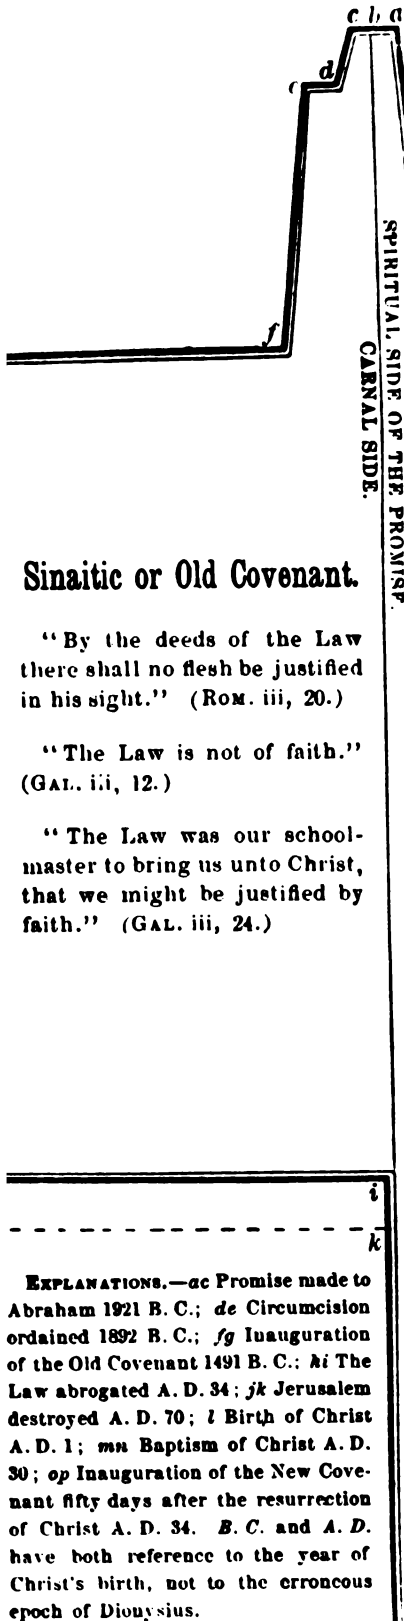 c b a
d
e
f
SPIRITUAL SIDE OF THE PROMISE.
CARNAL SIDE.
Sinaitic or Old Covenant.
“By the deeds of the Law
there shall no flesh be justified
in his sight.” (ROM. iii, 20.)
“The Law is not of faith.”
(GAL. iii, 12.)
“The Law was our school-
master to bring us unto Christ,
that we might be justified by
faith.” (GAL. iii, 24.)
i
k
EXPLANATIONS.—ac Promise made to
Abraham 1921 B. C.; de Circumcision
ordained 1892 B. C.; fg Inauguration
of the Old Covenant 1491 B. C.: hi The
Law abrogated A. D. 34; jk Jerusalem
destroyed A. D. 70; l Birth of Christ
A. D. 1; mn Baptism of Christ A. D.
30; op Inauguration of the New Cove-
nant fifty days after the resurrection
of Christ A. D. 34. B. C. and A. D.
have both reference to the year of
Christ's birth, not to the erroneous
epoch of Dionysius.